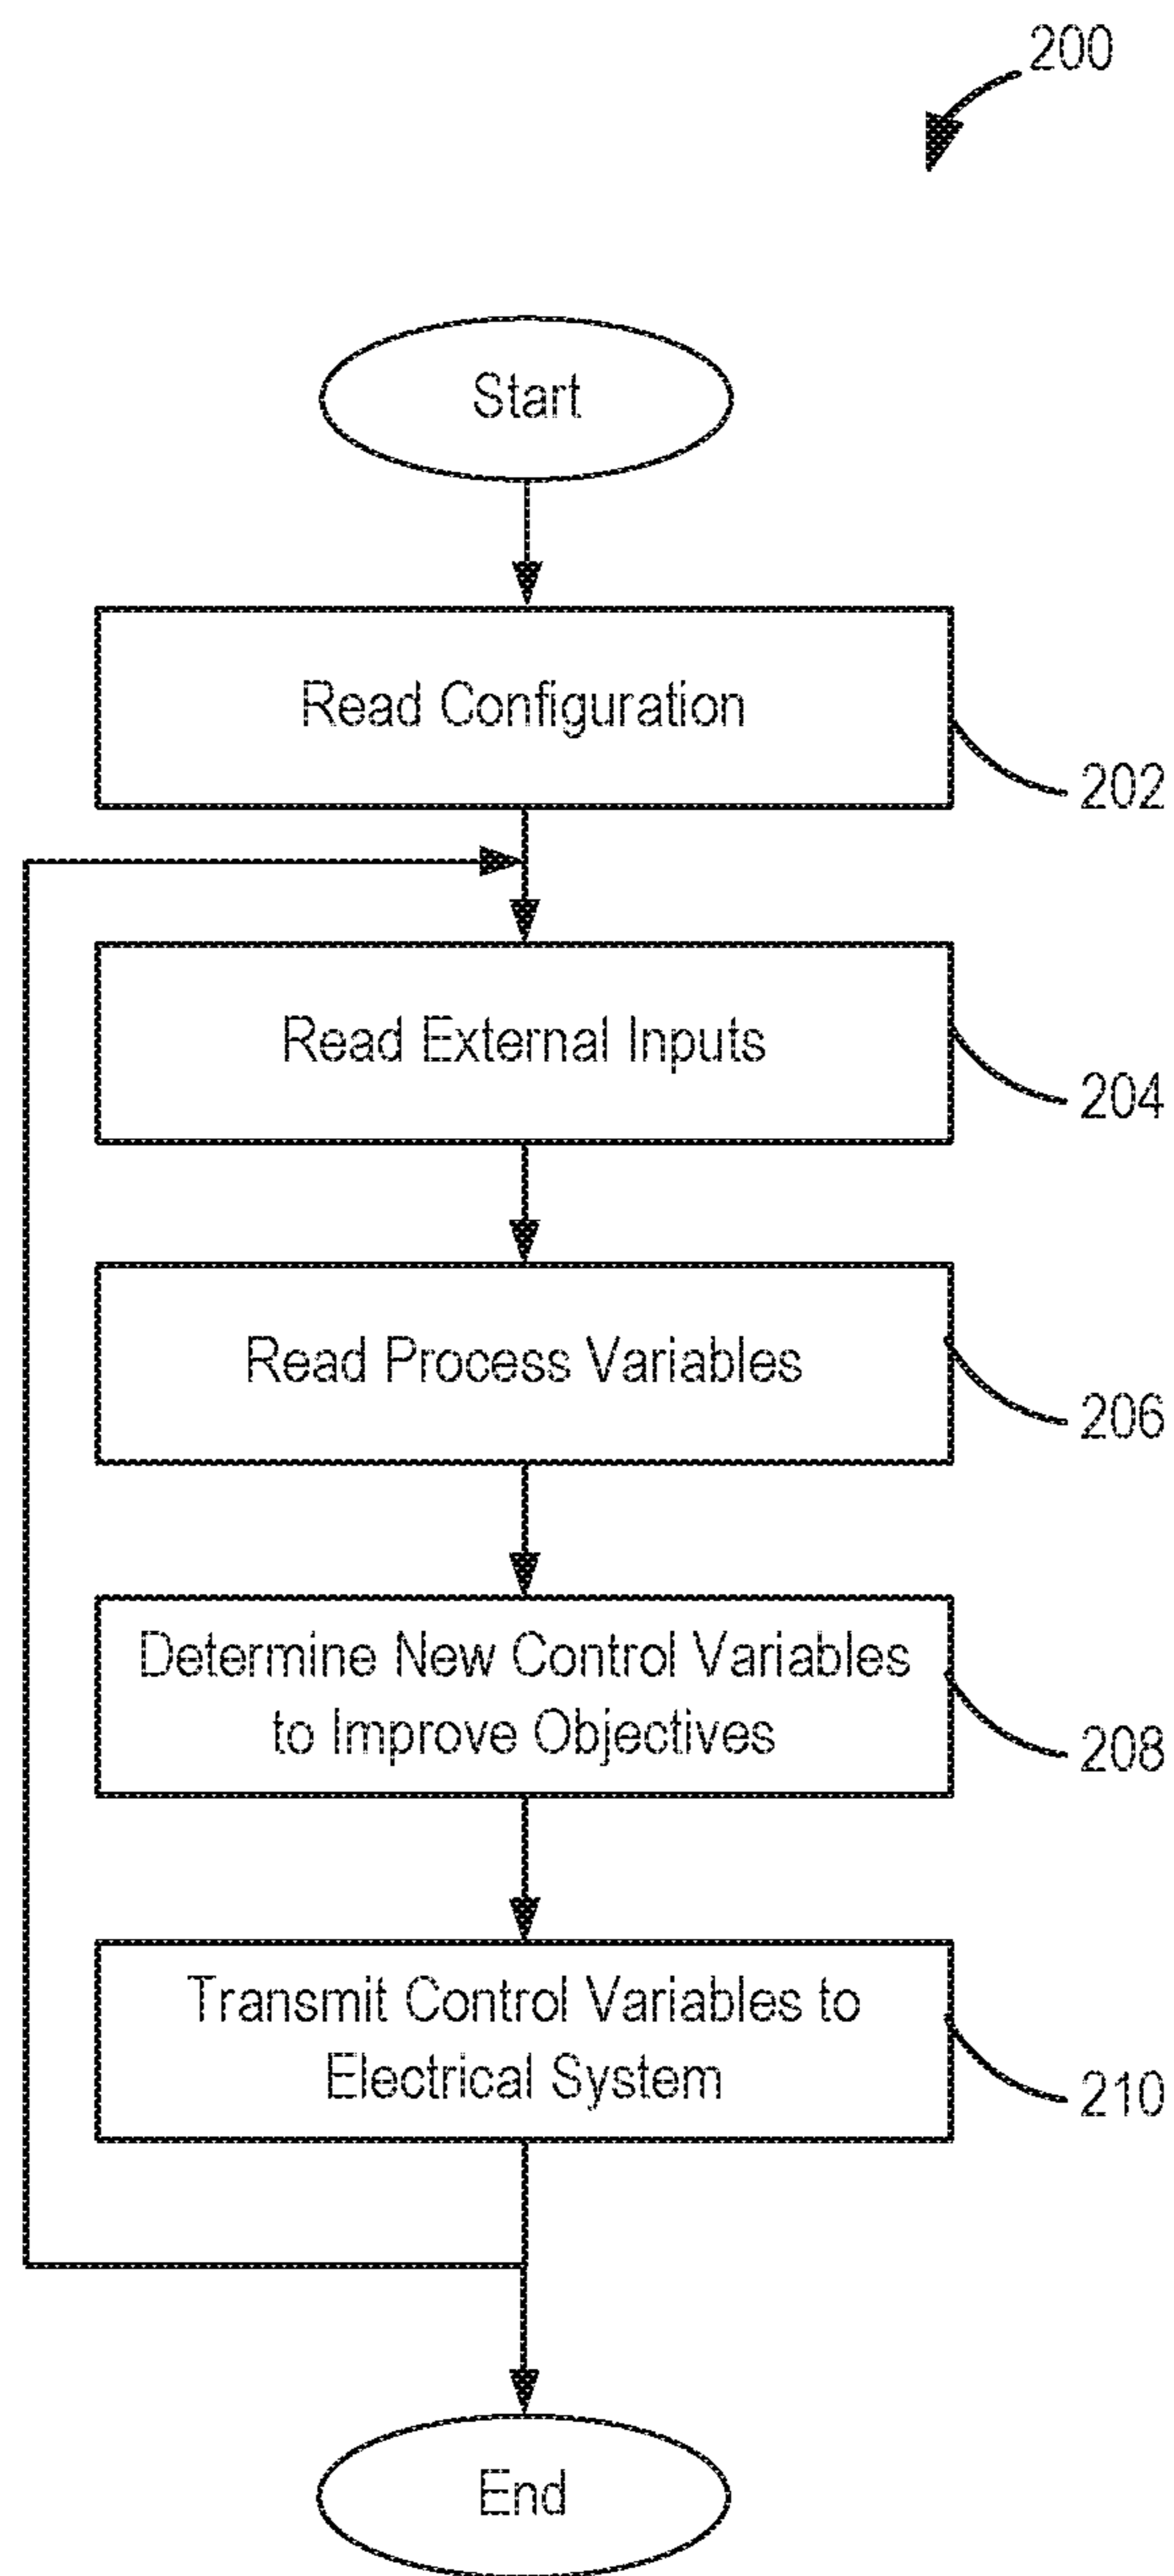 200
Start
Read Configuration
202
Read External Inputs
204
Read Process Variables
206
Determine New Control Variables
to Improve Objectives
208
Transmit Control Variables to
Electrical System
210
End